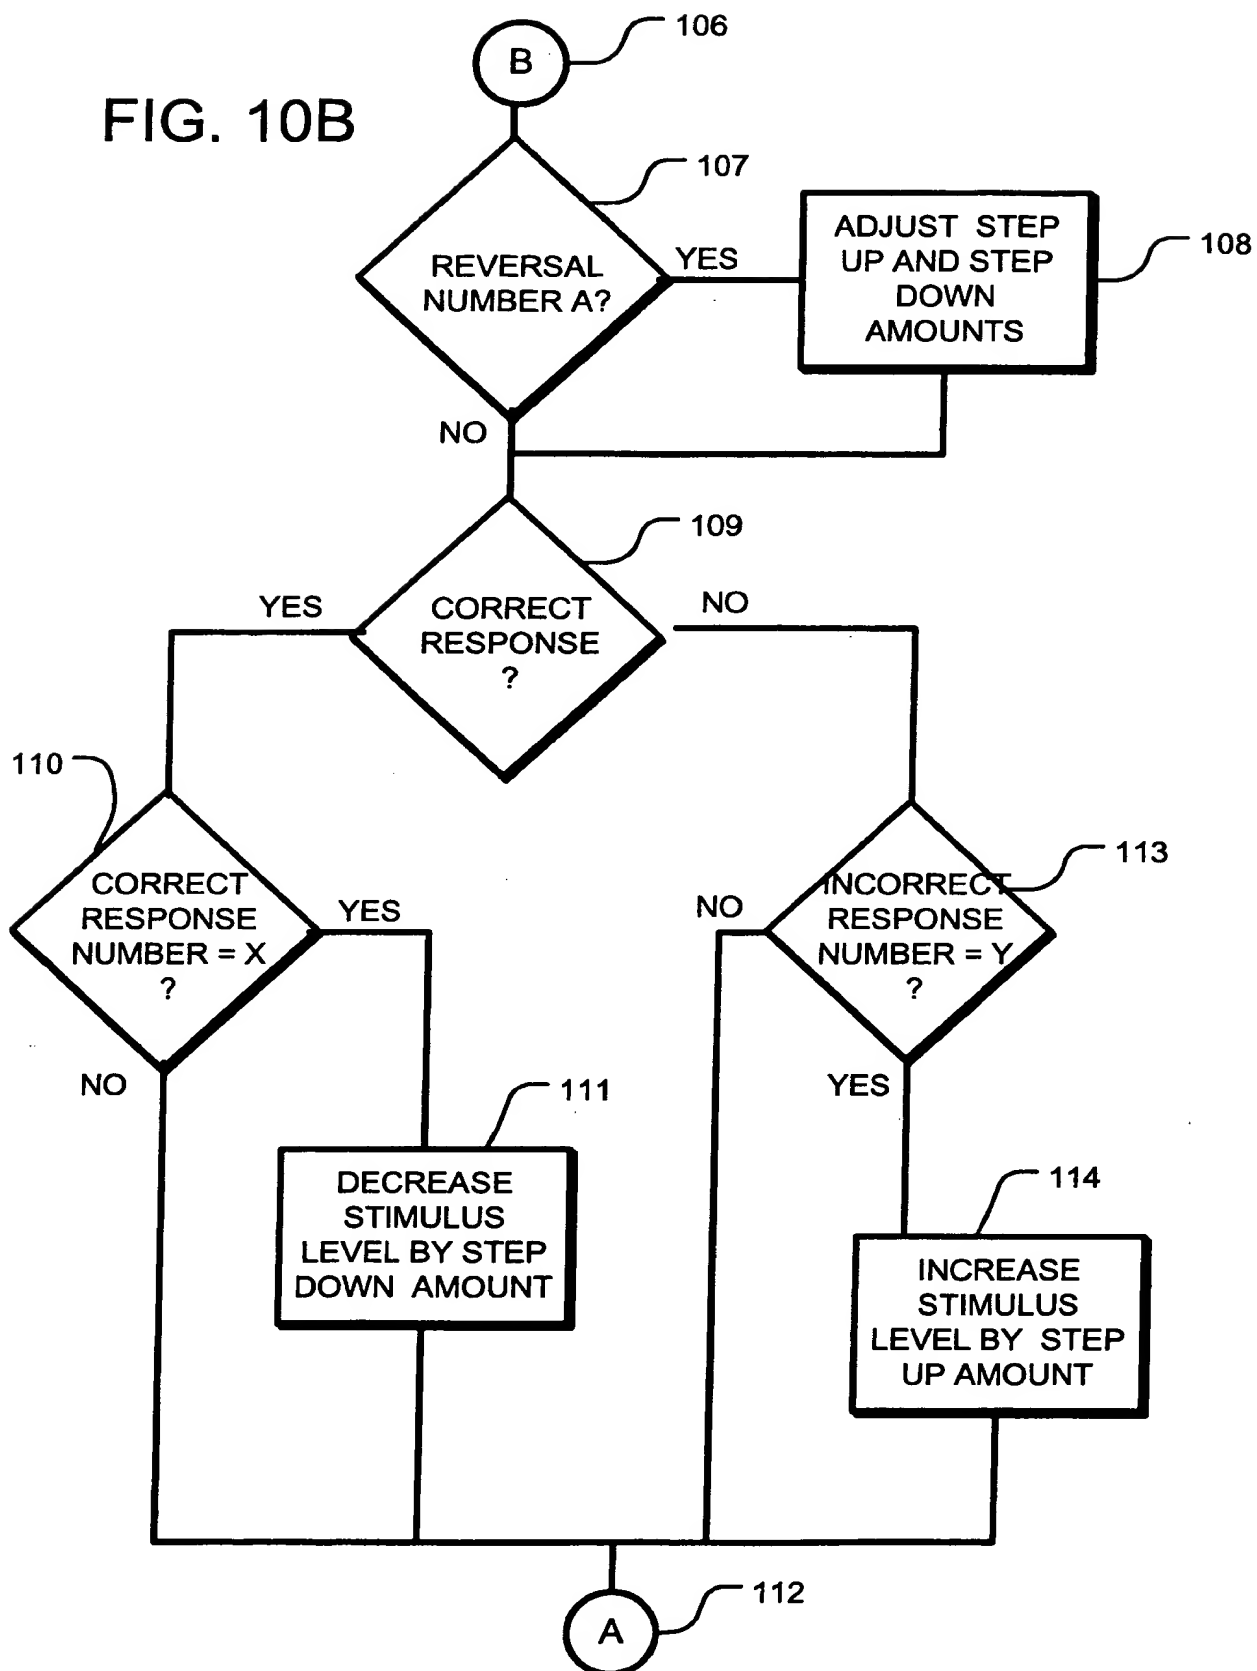 B
106
FIG. 10B
107
REVERSAL
NUMBER A?
YES
ADJUST STEP
UP AND STEP
DOWN
AMOUNTS
108
NO
109
CORRECT
RESPONSE
?
YES
NO
110
CORRECT
RESPONSE
NUMBER = X
?
YES
NO
113
INCORRECT
RESPONSE
NUMBER = Y
?
NO
YES
111
DECREASE
STIMULUS
LEVEL BY STEP
DOWN AMOUNT
114
INCREASE
STIMULUS
LEVEL BY STEP
UP AMOUNT
112
A